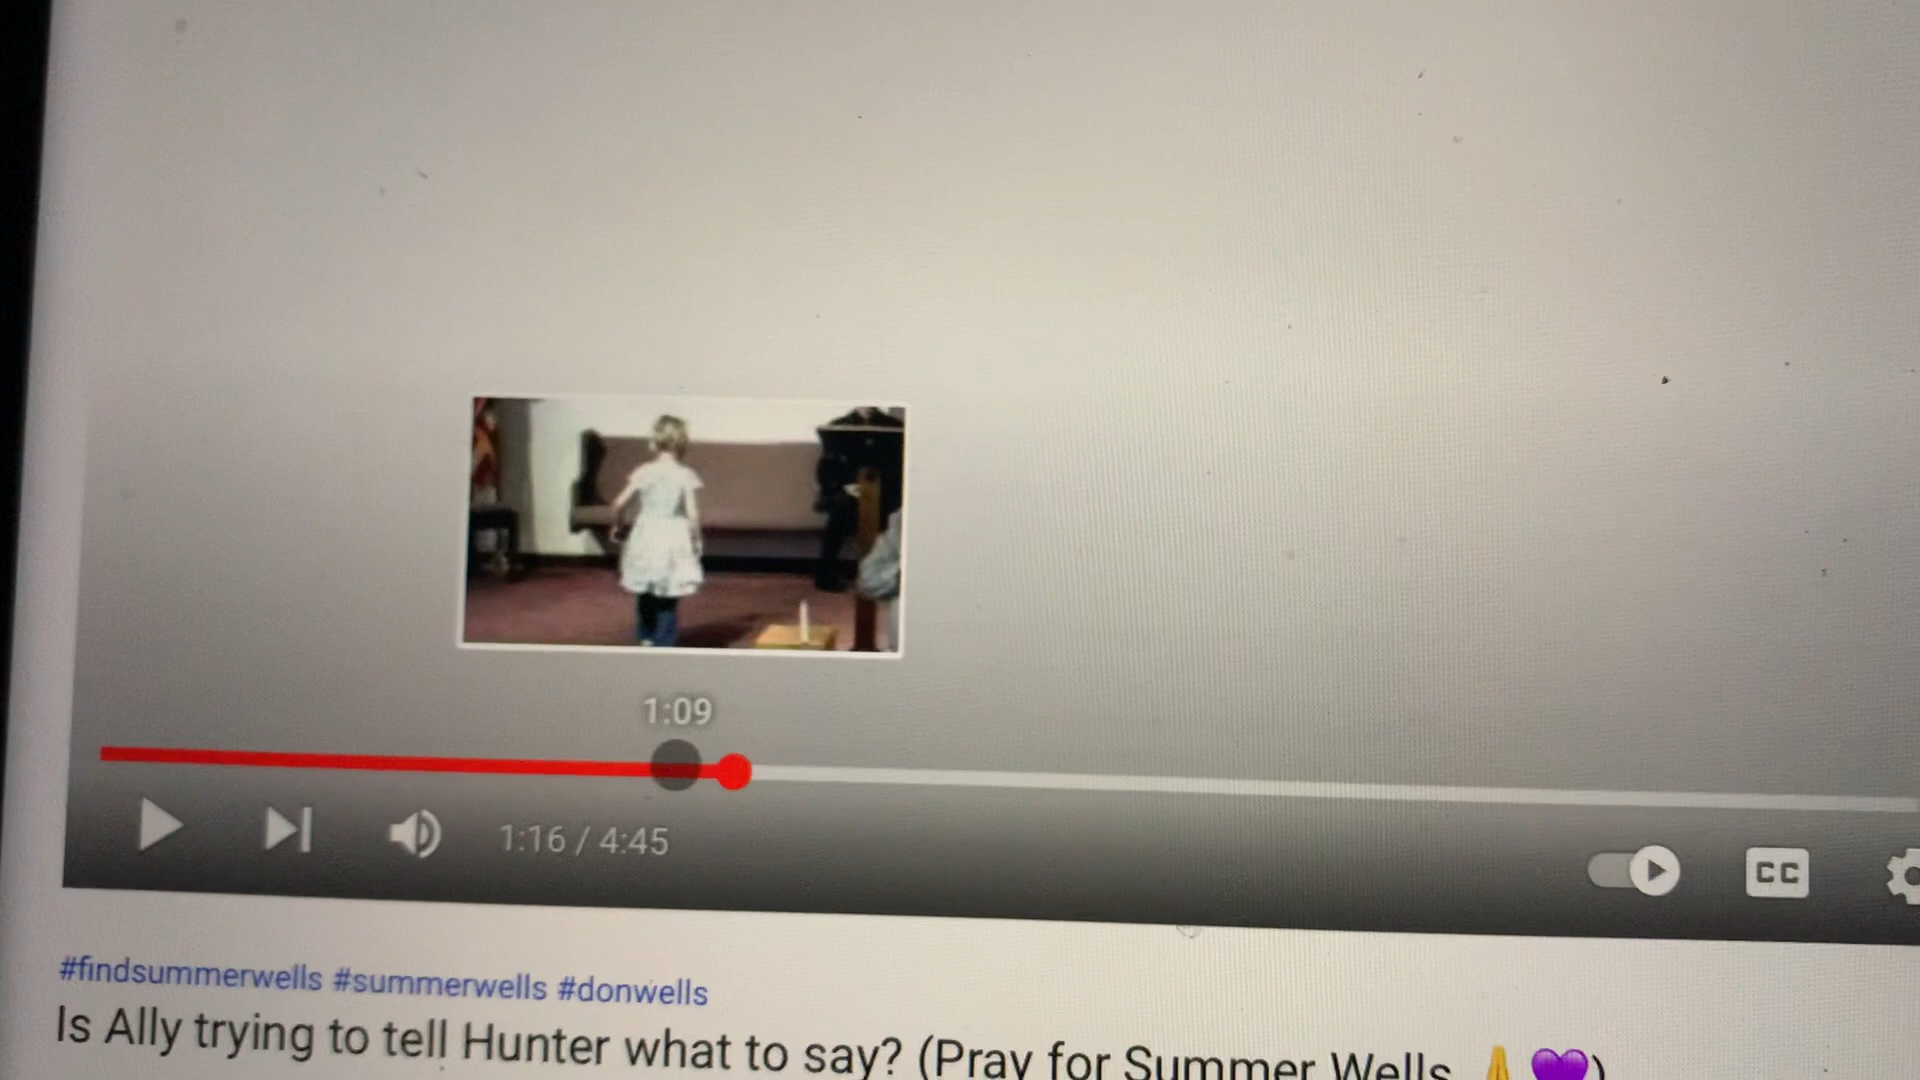 1:09
1:16 / 4:45
CC
#findsummerwells #summerwells #donwells
Is Ally trying to tell Hunter what to say? (Pray for Summer Wells 🙏💜)